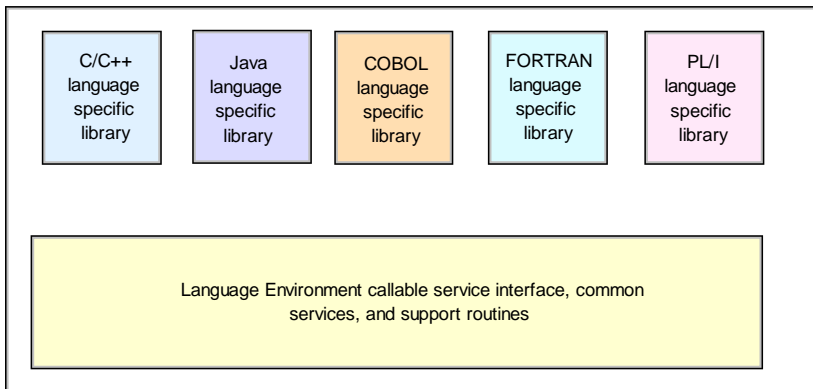 C/C++
language
specific
library
Java
language
specific
library
COBOL
language
specific
library
FORTRAN
language
specific
library
PL/I
language
specific
library
Language Environment callable service interface, common
services, and support routines